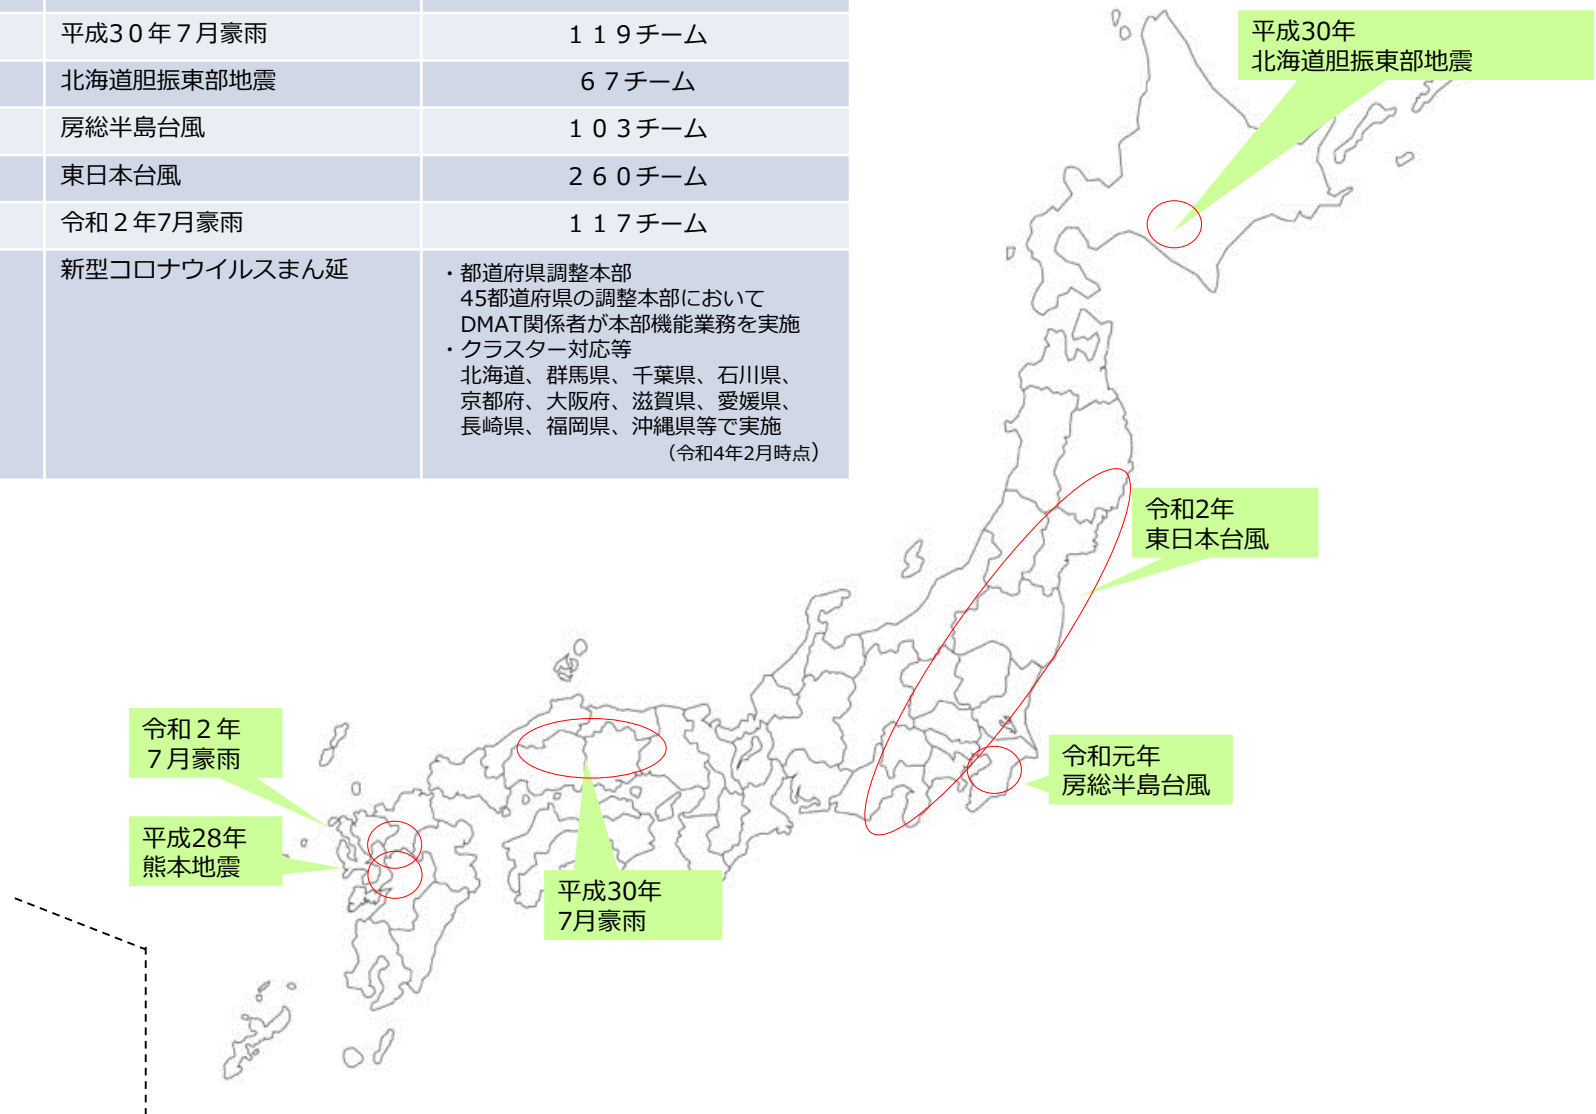 平成3０年７月豪雨
１１９チーム
北海道胆振東部地震
６７チーム
房総半島台風
１０３チーム
東日本台風
２６０チーム
令和２年7月豪雨
１１７チーム
新型コロナウイルスまん延
・都道府県調整本部
45都道府県の調整本部において
DMAT関係者が本部機能業務を実施
・クラスター対応等
北海道、群馬県、千葉県、石川県、
京都府、大阪府、滋賀県、愛媛県、
長崎県、福岡県、沖縄県等で実施
（令和4年2月時点）
平成30年
北海道胆振東部地震
令和2年
東日本台風
令和元年
房総半島台風
令和２年
７月豪雨
平成28年
熊本地震
平成30年
7月豪雨